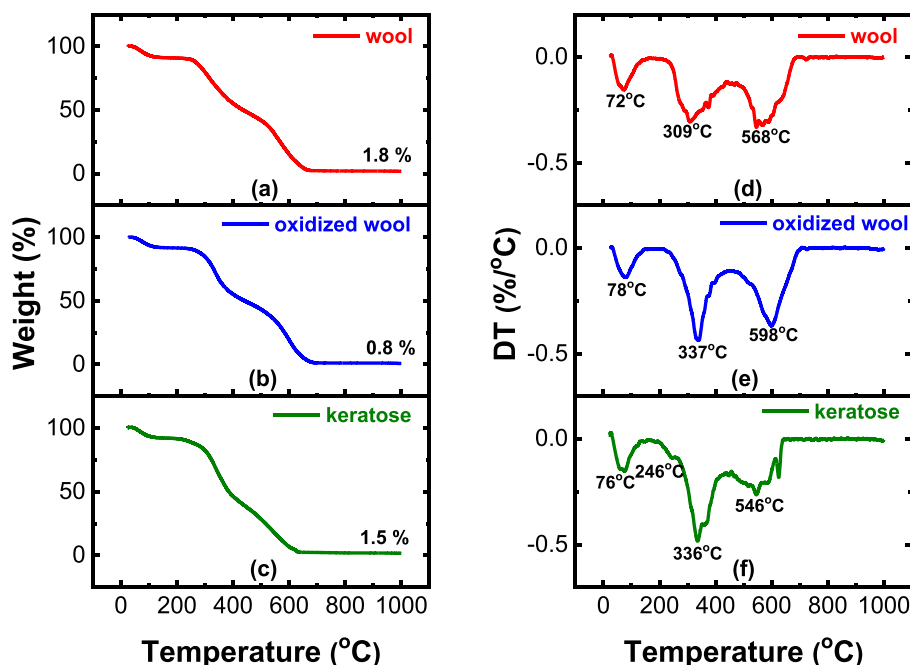 wool
100
50
0
1.8 %
(a)
oxidized wool
100
50
0
0.8 %
(b)
keratose
100
50
0
1.5 %
(c)
0 200 400 600 800 1000
Temperature (°C)
Weight (%)
wool
0.0
-0.5
72°C
309°C
568°C
(d)
oxidized wool
0.0
-0.5
78°C
337°C
598°C
(e)
keratose
0.0
-0.5
76°C
246°C
336°C
546°C
(f)
0 200 400 600 800 1000
Temperature (°C)
DT (%/°C)